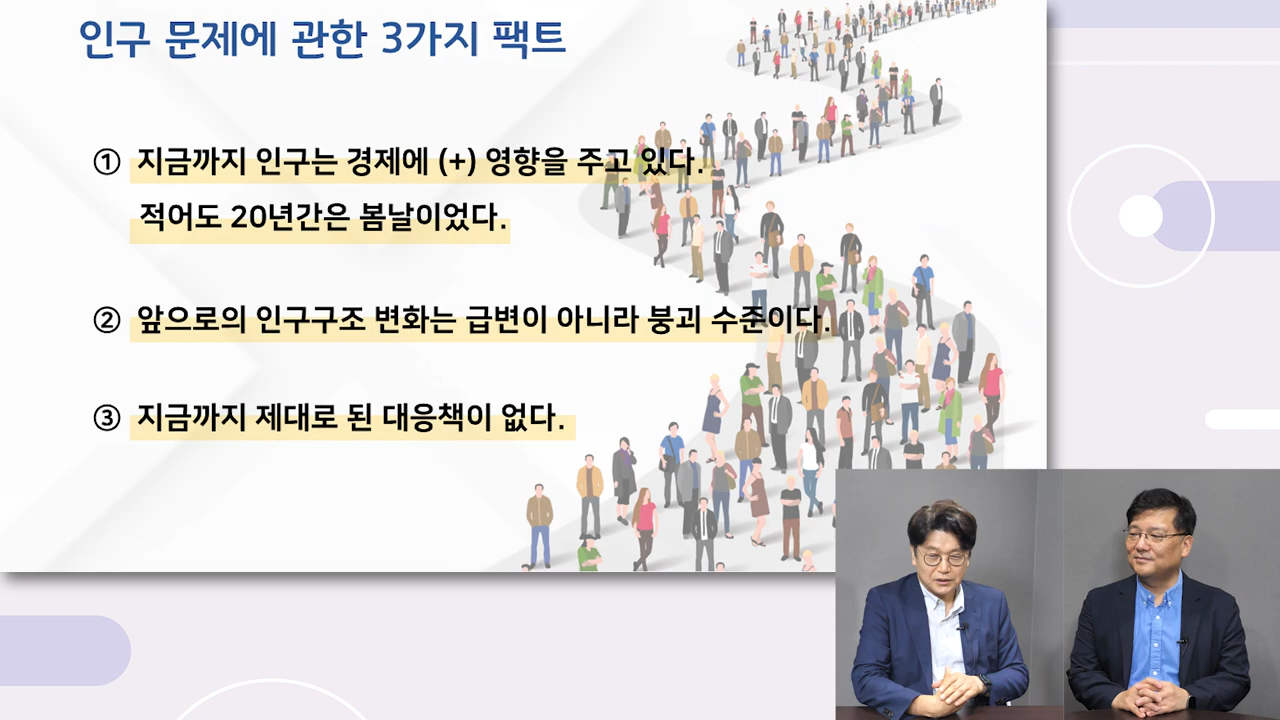 인구 문제에 관한 3가지 팩트
① 지금까지 인구는 경제에 (+) 영향을 주고 있다.
적어도 20년간은 봄날이었다.
② 앞으로의 인구구조 변화는 급변이 아니라 붕괴 수준이다.
③ 지금까지 제대로 된 대응책이 없다.